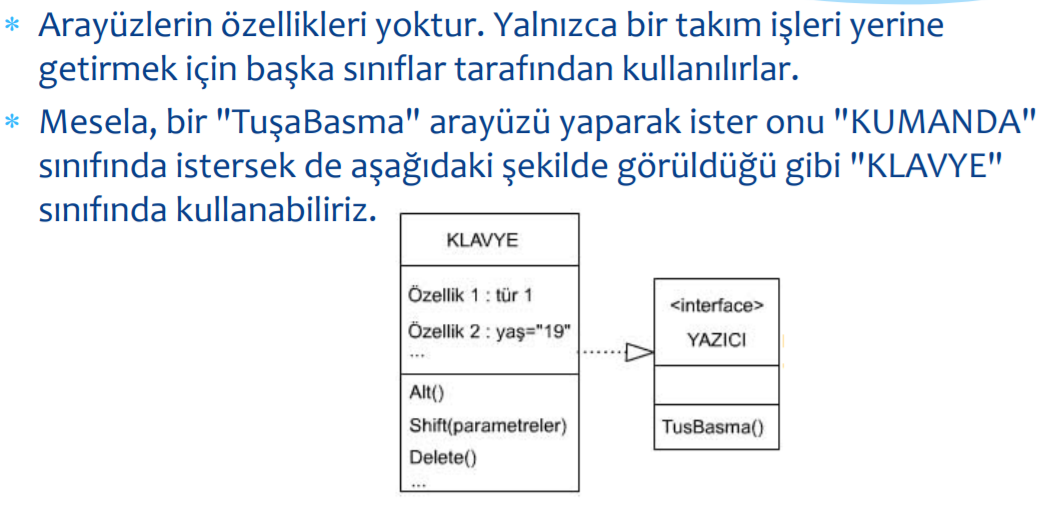 * Arayüzlerin özellikleri yoktur. Yalnızca bir takım işleri yerine
getirmek için başka sınıflar tarafından kullanılırlar.
* Mesela, bir "TuşaBasma" arayüzü yaparak ister onu "KUMANDA"
sınıfında istersek de aşağıdaki şekilde görüldüğü gibi "KLAVYE"
sınıfında kullanabiliriz.
KLAVYE
Özellik 1 : tür 1
Özellik 2 : yaş="19"
...
Alt()
Shift(parametreler)
Delete()
...
<interface>
YAZICI
TusBasma()